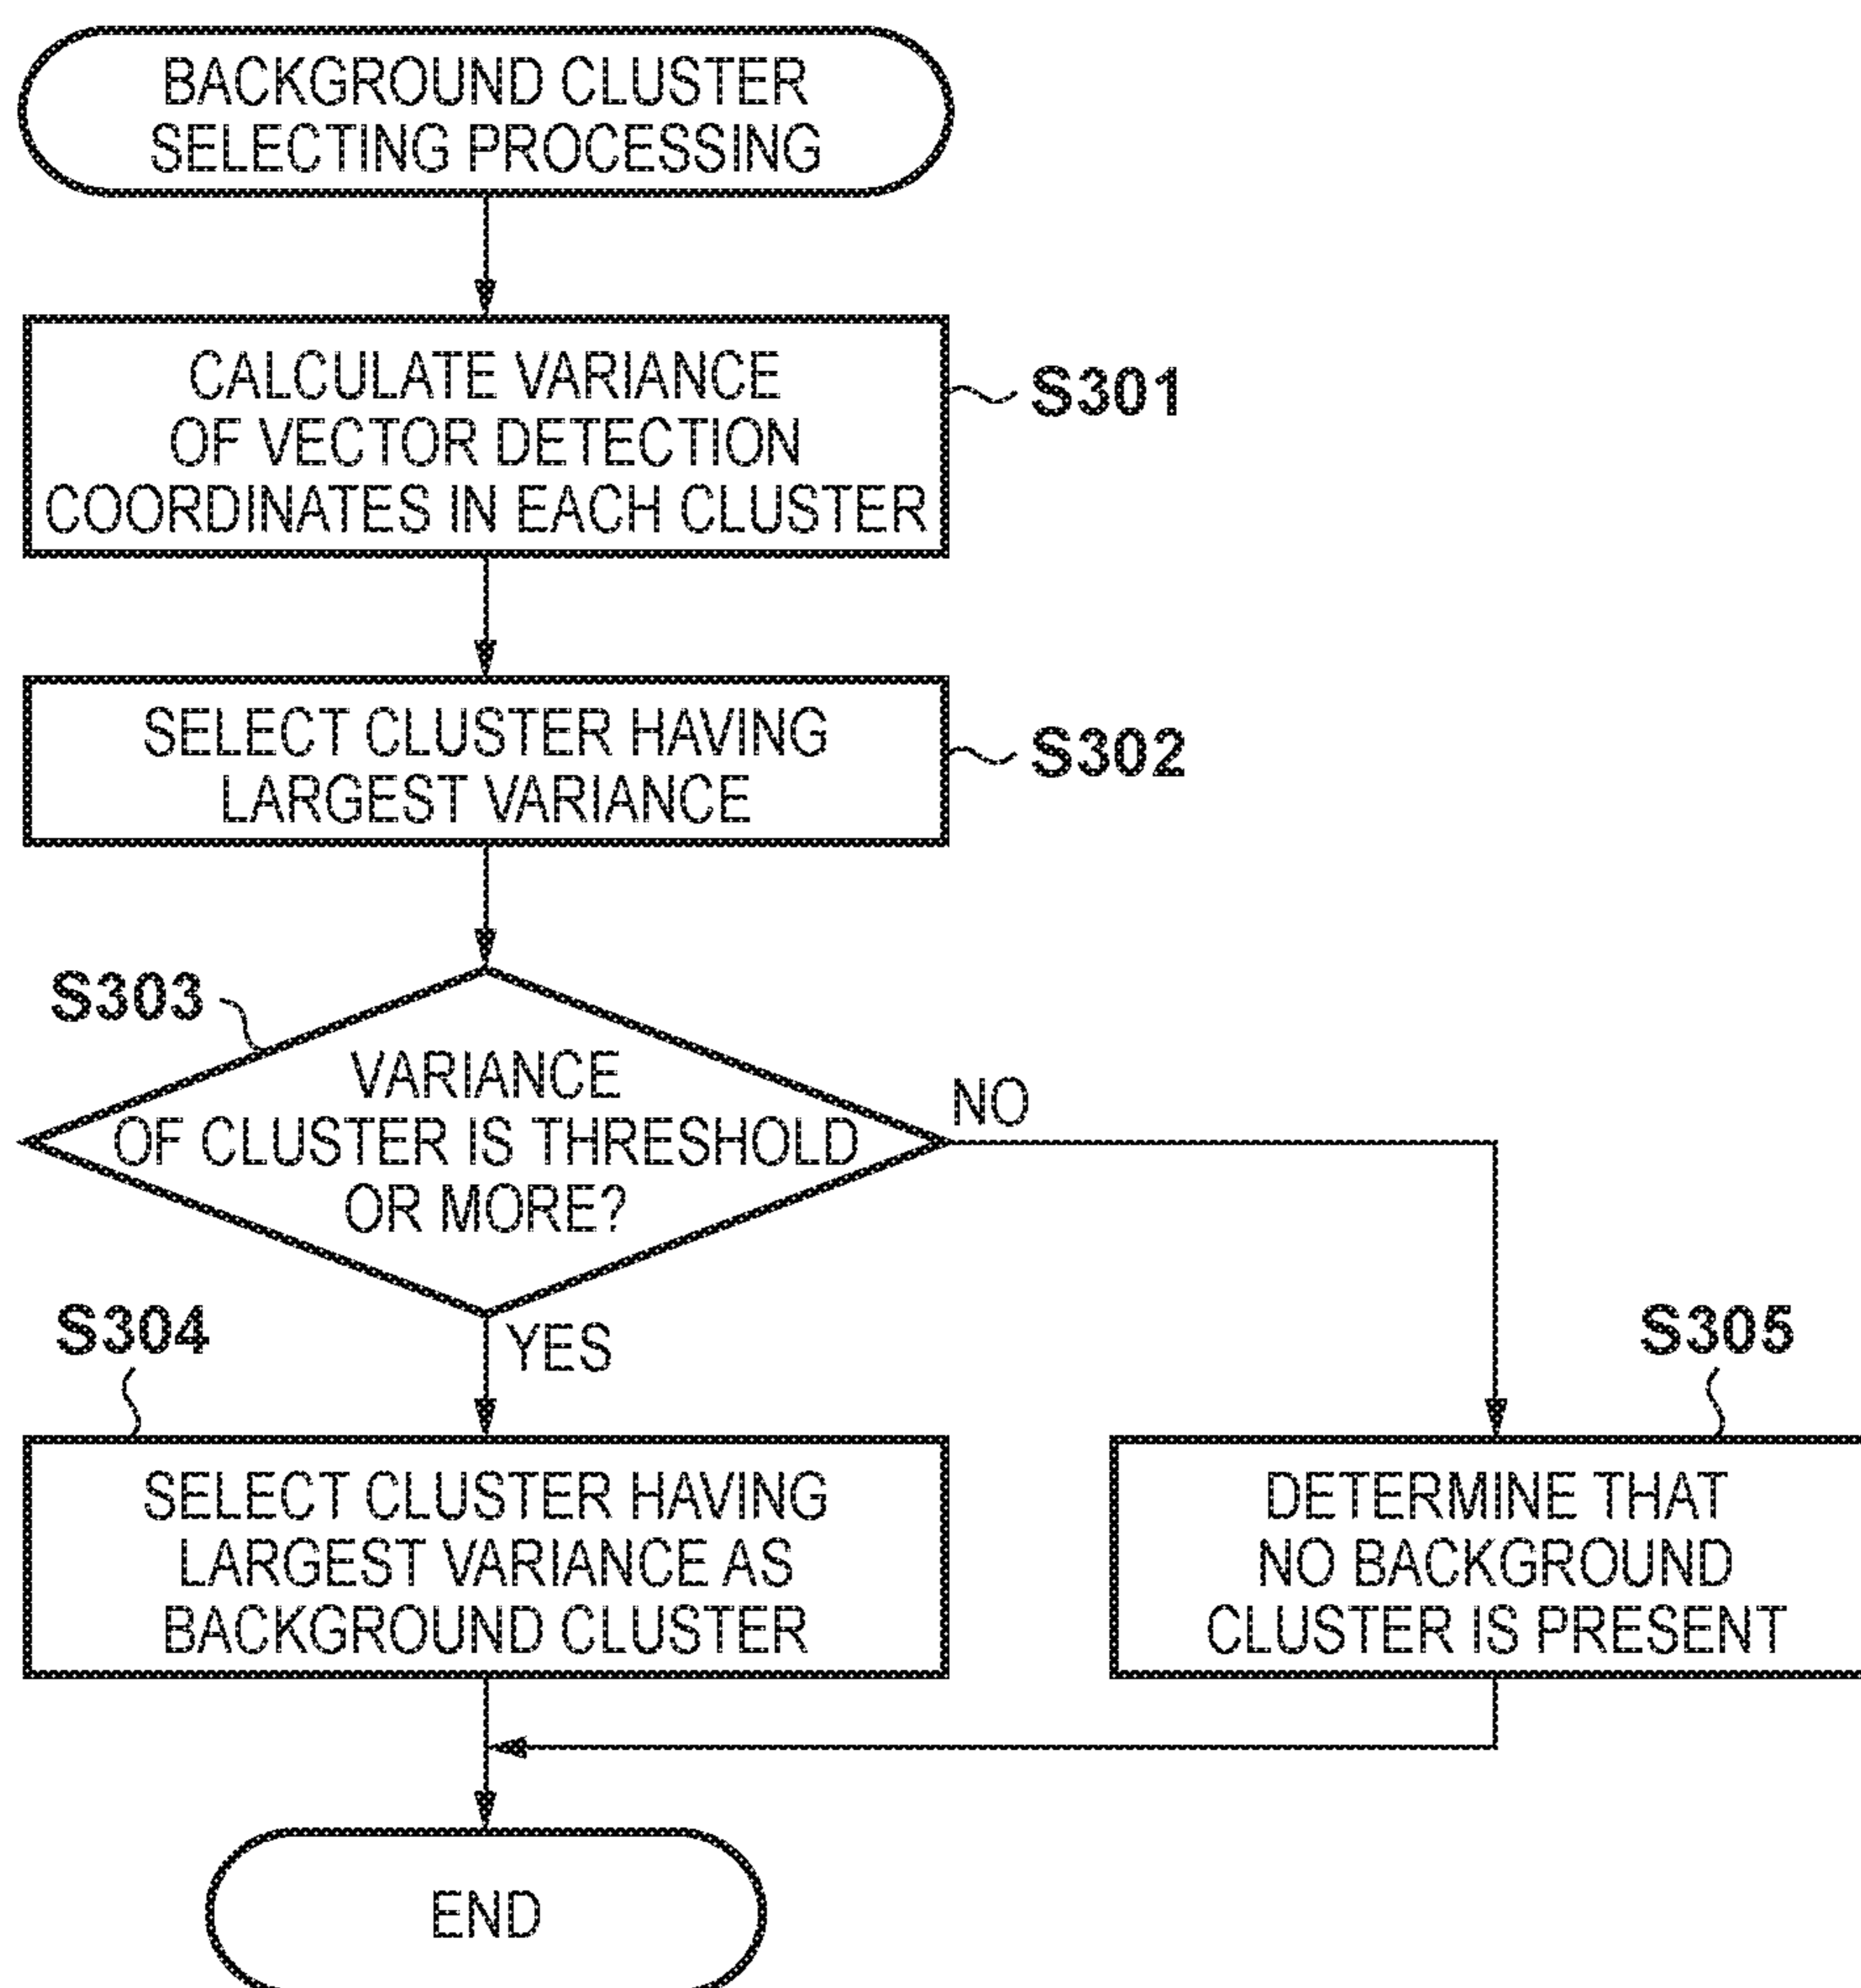 BACKGROUND CLUSTER
SELECTING PROCESSING
CALCULATE VARIANCE
OF VECTOR DETECTION
COORDINATES IN EACH CLUSTER
S301
SELECT CLUSTER HAVING
LARGEST VARIANCE
S302
S303
VARIANCE
OF CLUSTER IS THRESHOLD
OR MORE?
NO
YES
S304
SELECT CLUSTER HAVING
LARGEST VARIANCE AS
BACKGROUND CLUSTER
S305
DETERMINE THAT
NO BACKGROUND
CLUSTER IS PRESENT
END